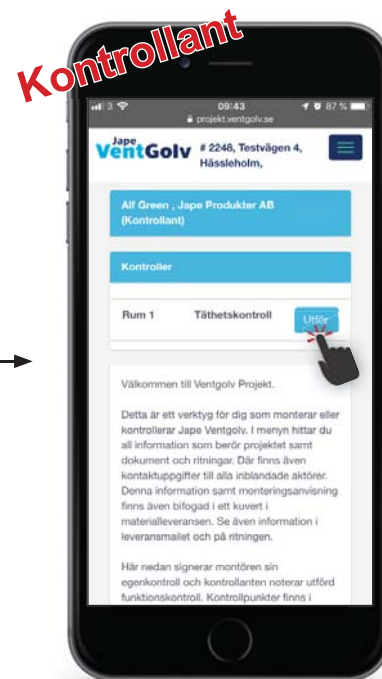 Kontrollant
3 09:43 87 %
projekt.ventgolv.se
Jape
VentGolv
# 2248, Testvägen 4,
Hässleholm,
Alf Green , Jape Produkter AB
(Kontrollant)
Kontroller
Rum 1 Täthetskontroll Utför
Välkommen till Ventgolv Projekt.
Detta är ett verktyg för dig som monterar eller
kontrollerar Jape Ventgolv. I menyn hittar du
all information som berör projektet samt
dokument och ritningar. Där finns även
kontaktuppgifter till alla inblandade aktörer.
Denna information samt monteringsanvisning
finns även bifogad i ett kuvert i
materialleveransen. Se även information i
leveransmailet och på ritningen.
Här nedan signerar montören sin
egenkontroll och kontrollanten noterar utförd
funktionskontroll. Kontrollpunkter finns i